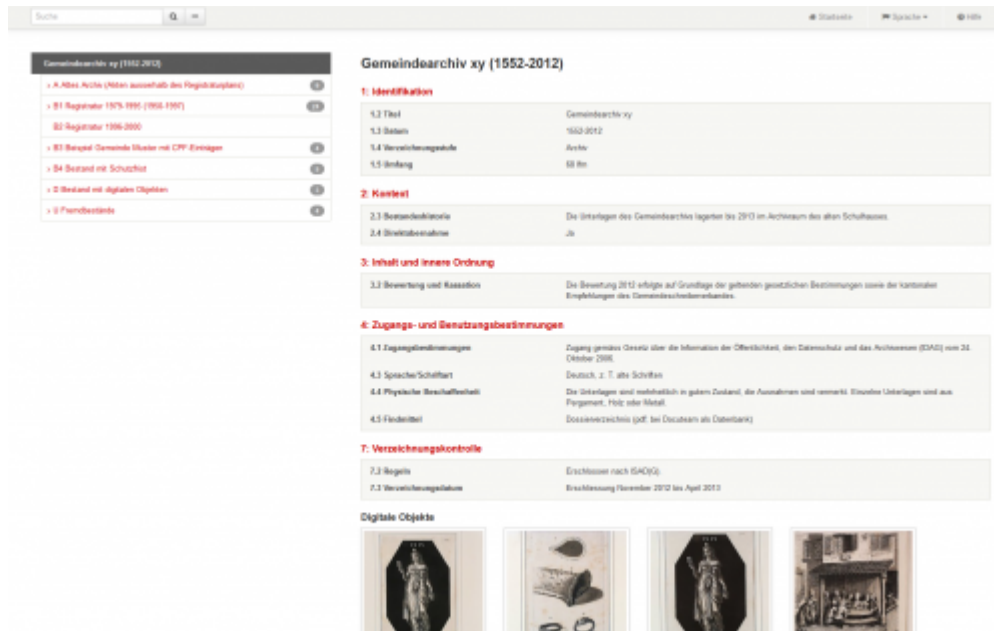 Suche
Startseite Sprache Hilfe
Gemeindearchiv xy (1552-2012)
› A Altes Archiv (Akten ausserhalb des Registraturplans)
› B1 Registratur 1979-1995 (1956-1997)
B2 Registratur 1996-2000
› B3 Beispiel Gemeinde Muster mit CPF-Einträgen
› B4 Bestand mit Schutzfrist
› D Bestand mit digitalen Objekten
› U Fremdbestände
Gemeindearchiv xy (1552-2012)
1: Identifikation
1.2 Titel Gemeindearchiv xy
1.3 Datum 1552-2012
1.4 Verzeichnungsstufe Archiv
1.5 Umfang 60 lfm
2: Kontext
2.3 Bestandeshistorie Die Unterlagen des Gemeindearchivs lagerten bis 2013 im Archivraum des alten Schulhauses.
2.4 Direktübernahme Ja
3: Inhalt und innere Ordnung
3.2 Bewertung und Kassation Die Bewertung 2012 erfolgte auf Grundlage der geltenden gesetzlichen Bestimmungen sowie der kantonalen
Empfehlungen des Gemeindeschreiberverbandes.
4: Zugangs- und Benutzungsbestimmungen
4.1 Zugangsbestimmungen Zugang gemäss Gesetz über die Information der Öffentlichkeit, den Datenschutz und das Archivwesen (IDAG) vom 24.
Oktober 2006.
4.3 Sprache/Schriftart Deutsch, z. T. alte Schriften
4.4 Physische Beschaffenheit Die Unterlagen sind mehrheitlich in gutem Zustand, die Ausnahmen sind vermerkt. Einzelne Unterlagen sind aus
Pergament, Holz oder Metall.
4.5 Findmittel Dossierverzeichnis (pdf; bei Docuteam als Datenbank)
7: Verzeichnungskontrolle
7.2 Regeln Erschlossen nach ISAD(G).
7.3 Verzeichnungsdatum Erschliessung November 2012 bis April 2013
Digitale Objekte